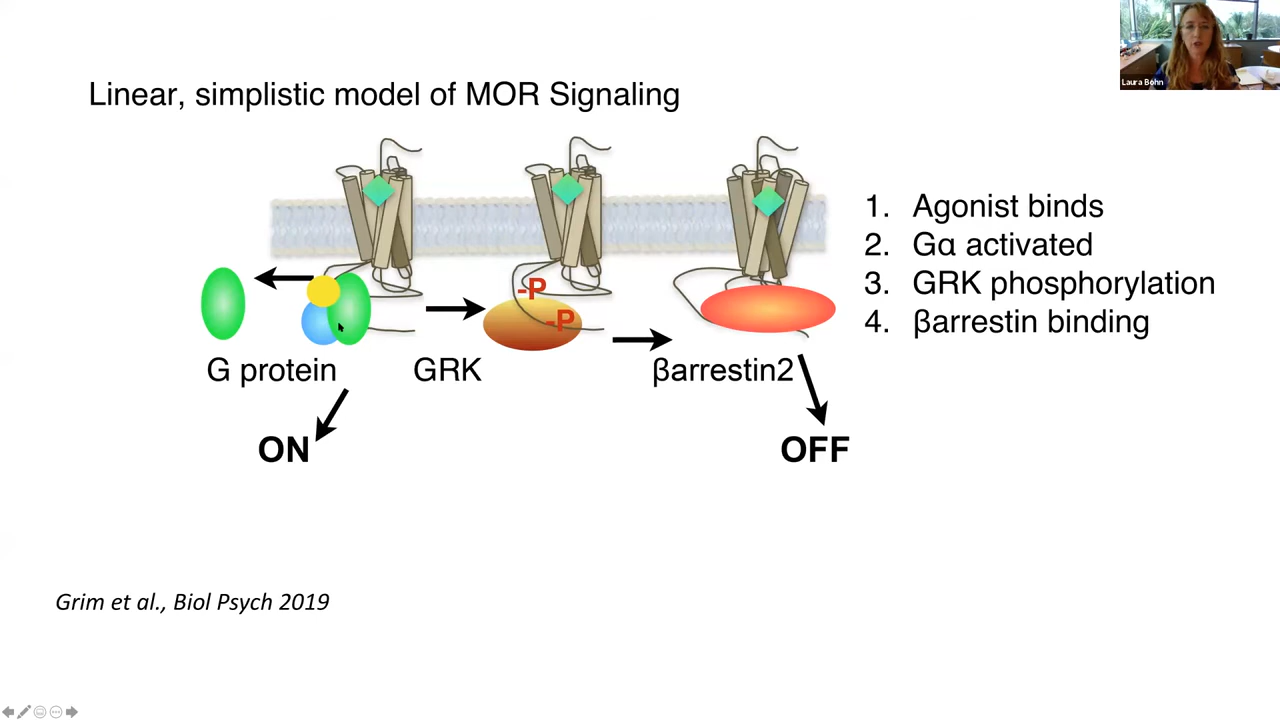 Laura Bohn
Linear, simplistic model of MOR Signaling
1. Agonist binds
2. Gα activated
3. GRK phosphorylation
4. βarrestin binding
-P
-P
G protein
GRK
βarrestin2
ON
OFF
Grim et al., Biol Psych 2019